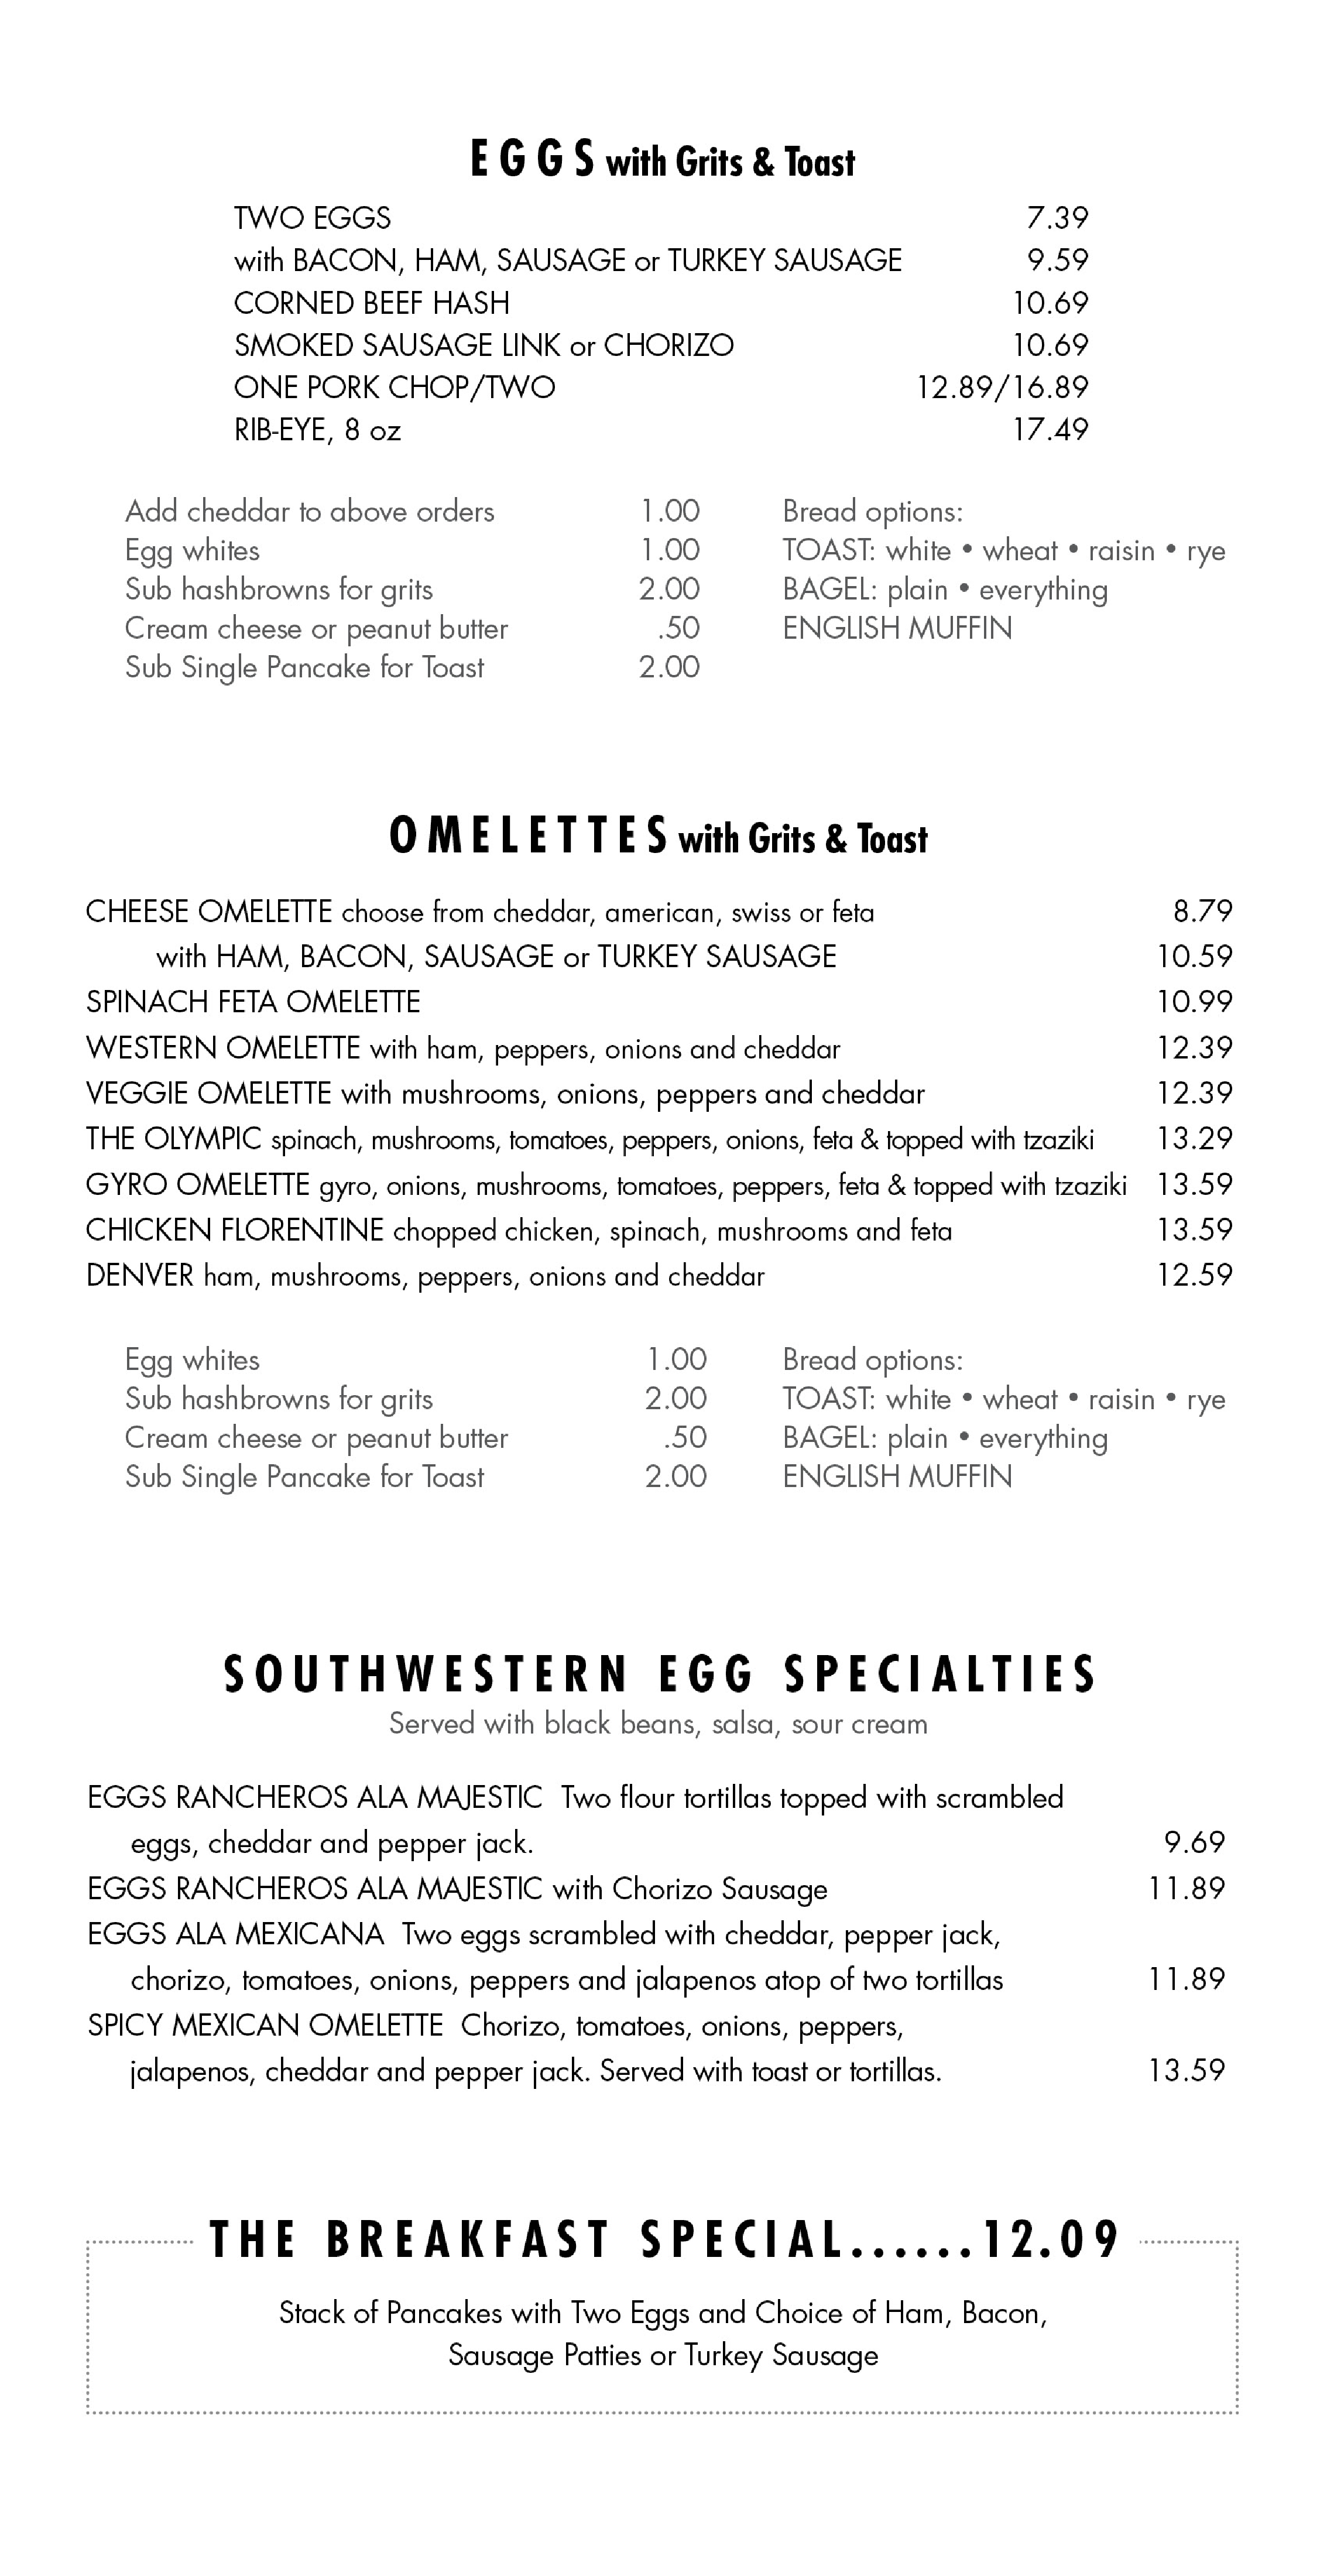 EGGS with Grits & Toast
TWO EGGS 7.39
with BACON, HAM, SAUSAGE or TURKEY SAUSAGE 9.59
CORNED BEEF HASH 10.69
SMOKED SAUSAGE LINK or CHORIZO 10.69
ONE PORK CHOP/TWO 12.89/16.89
RIB-EYE, 8 oz 17.49
Add cheddar to above orders 1.00
Egg whites 1.00
Sub hashbrowns for grits 2.00
Cream cheese or peanut butter .50
Sub Single Pancake for Toast 2.00
Bread options:
TOAST: white • wheat • raisin • rye
BAGEL: plain • everything
ENGLISH MUFFIN
OMELETTES with Grits & Toast
CHEESE OMELETTE choose from cheddar, american, swiss or feta 8.79
with HAM, BACON, SAUSAGE or TURKEY SAUSAGE 10.59
SPINACH FETA OMELETTE 10.99
WESTERN OMELETTE with ham, peppers, onions and cheddar 12.39
VEGGIE OMELETTE with mushrooms, onions, peppers and cheddar 12.39
THE OLYMPIC spinach, mushrooms, tomatoes, peppers, onions, feta & topped with tzaziki 13.29
GYRO OMELETTE gyro, onions, mushrooms, tomatoes, peppers, feta & topped with tzaziki 13.59
CHICKEN FLORENTINE chopped chicken, spinach, mushrooms and feta 13.59
DENVER ham, mushrooms, peppers, onions and cheddar 12.59
Egg whites 1.00
Sub hashbrowns for grits 2.00
Cream cheese or peanut butter .50
Sub Single Pancake for Toast 2.00
Bread options:
TOAST: white • wheat • raisin • rye
BAGEL: plain • everything
ENGLISH MUFFIN
SOUTHWESTERN EGG SPECIALTIES
Served with black beans, salsa, sour cream
EGGS RANCHEROS ALA MAJESTIC Two flour tortillas topped with scrambled
eggs, cheddar and pepper jack. 9.69
EGGS RANCHEROS ALA MAJESTIC with Chorizo Sausage 11.89
EGGS ALA MEXICANA Two eggs scrambled with cheddar, pepper jack,
chorizo, tomatoes, onions, peppers and jalapenos atop of two tortillas 11.89
SPICY MEXICAN OMELETTE Chorizo, tomatoes, onions, peppers,
jalapenos, cheddar and pepper jack. Served with toast or tortillas. 13.59
THE BREAKFAST SPECIAL......12.09
Stack of Pancakes with Two Eggs and Choice of Ham, Bacon,
Sausage Patties or Turkey Sausage